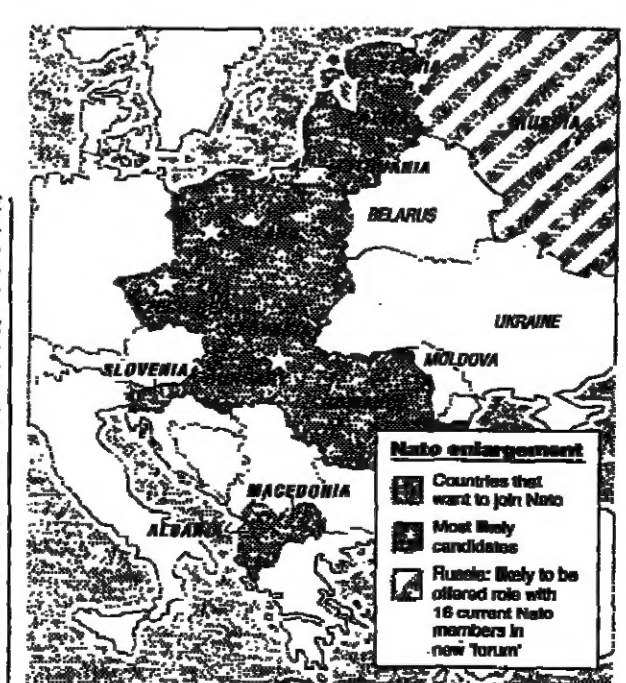 RUSSIA
BELARUS
UKRAINE
MOLDOVA
SLOVENIA
MACEDONIA
Nato enlargement
Countries that
want to join Nato
Most likely
candidates
Russia: likely to be
offered role with
16 current Nato
members in
new 'forum'